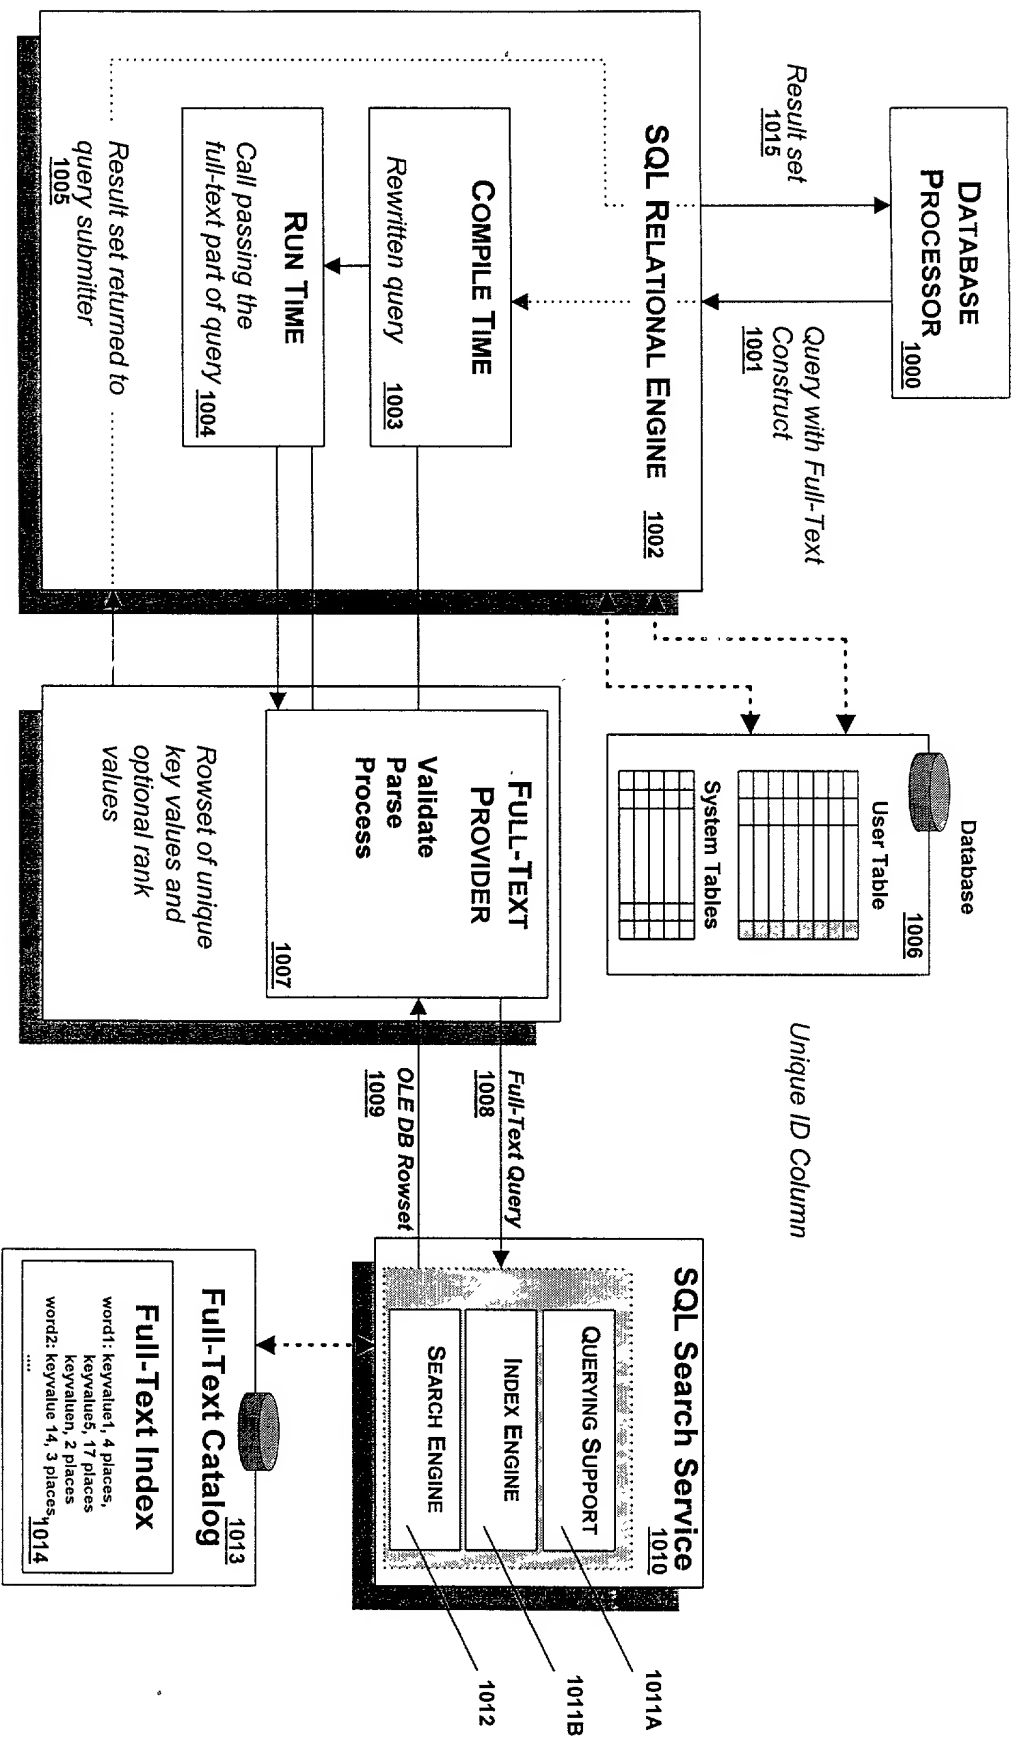 DATABASE
PROCESSOR
1000
Result set
1015
Query with Full-Text
Construct
1001
SQL RELATIONAL ENGINE
1002
COMPILE TIME
Rewritten query
1003
RUN TIME
Call passing the
full-text part of query
1004
Result set returned to
query submitter
1005
Database
1006
User Table
System Tables
Unique ID Column
FULL-TEXT
PROVIDER
Validate
Parse
Process
1007
Rowset of unique
key values and
optional rank
values
Full-Text Query
1008
OLE DB Rowset
1009
SQL Search Service
1010
QUERYING SUPPORT
INDEX ENGINE
SEARCH ENGINE
1011A
1011B
1012
Full-Text Catalog
1013
Full-Text Index
word1: keyvalue1, 4 places,
keyvalue5, 17 places
keyvaluen, 2 places
word2: keyvalue 14, 3 places,
....
1014